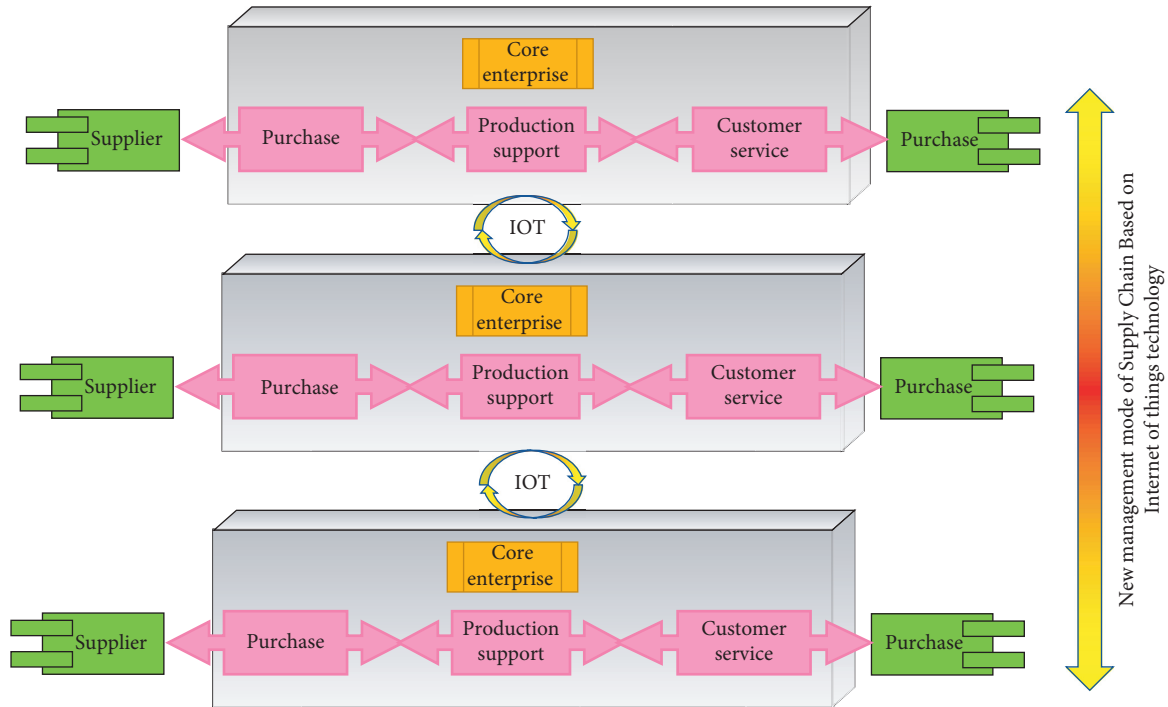 Core
enterprise
Supplier
Purchase
Production
support
Customer
service
Purchase
IOT
Core
enterprise
Supplier
Purchase
Production
support
Customer
service
Purchase
IOT
Core
enterprise
Supplier
Purchase
Production
support
Customer
service
Purchase
New management mode of Supply Chain Based on
Internet of things technology